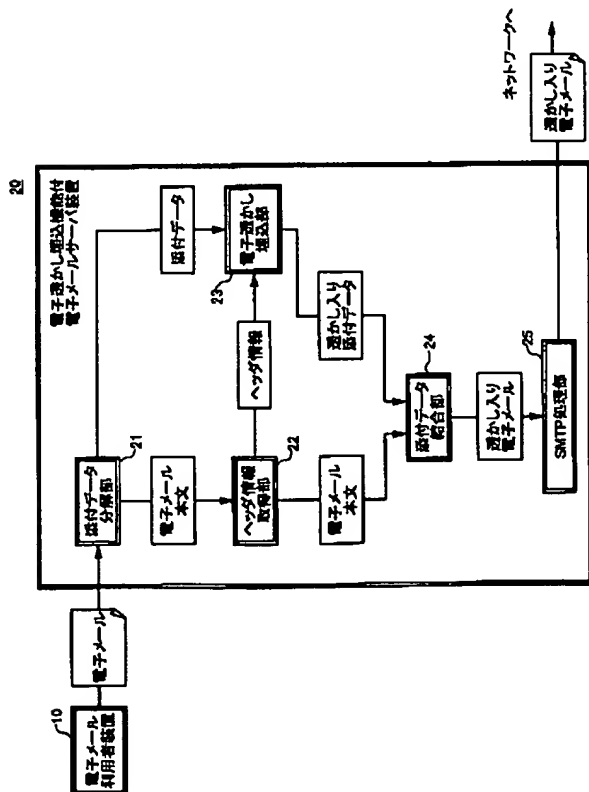 20
電子透かし埋込機能付
電子メールサーバ装置
10
電子メール
利用者装置
電子メール
21
添付データ
分解部
添付データ
電子メール
本文
22
ヘッダ情報
取得部
ヘッダ情報
23
電子透かし
埋込部
電子メール
本文
透かし入り
添付データ
24
添付データ
結合部
透かし入り
電子メール
25
SMTP処理部
透かし入り
電子メール
ネットワークへ